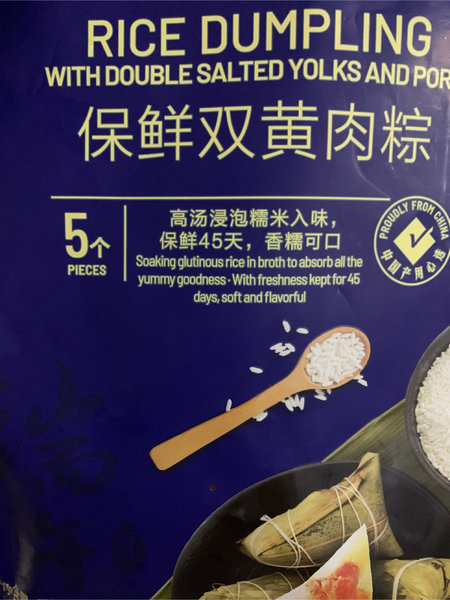 RICE DUMPLING
WITH DOUBLE SALTED YOLKS AND POR
保鲜双黄肉粽
5个
PIECES
高汤浸泡糯米入味，
保鲜45天，香糯可口
Soaking glutinous rice in broth to absorb all the
yummy goodness · With freshness kept for 45
days, soft and flavorful
PROUDLY FROM CHINA
中国产用心选
端午